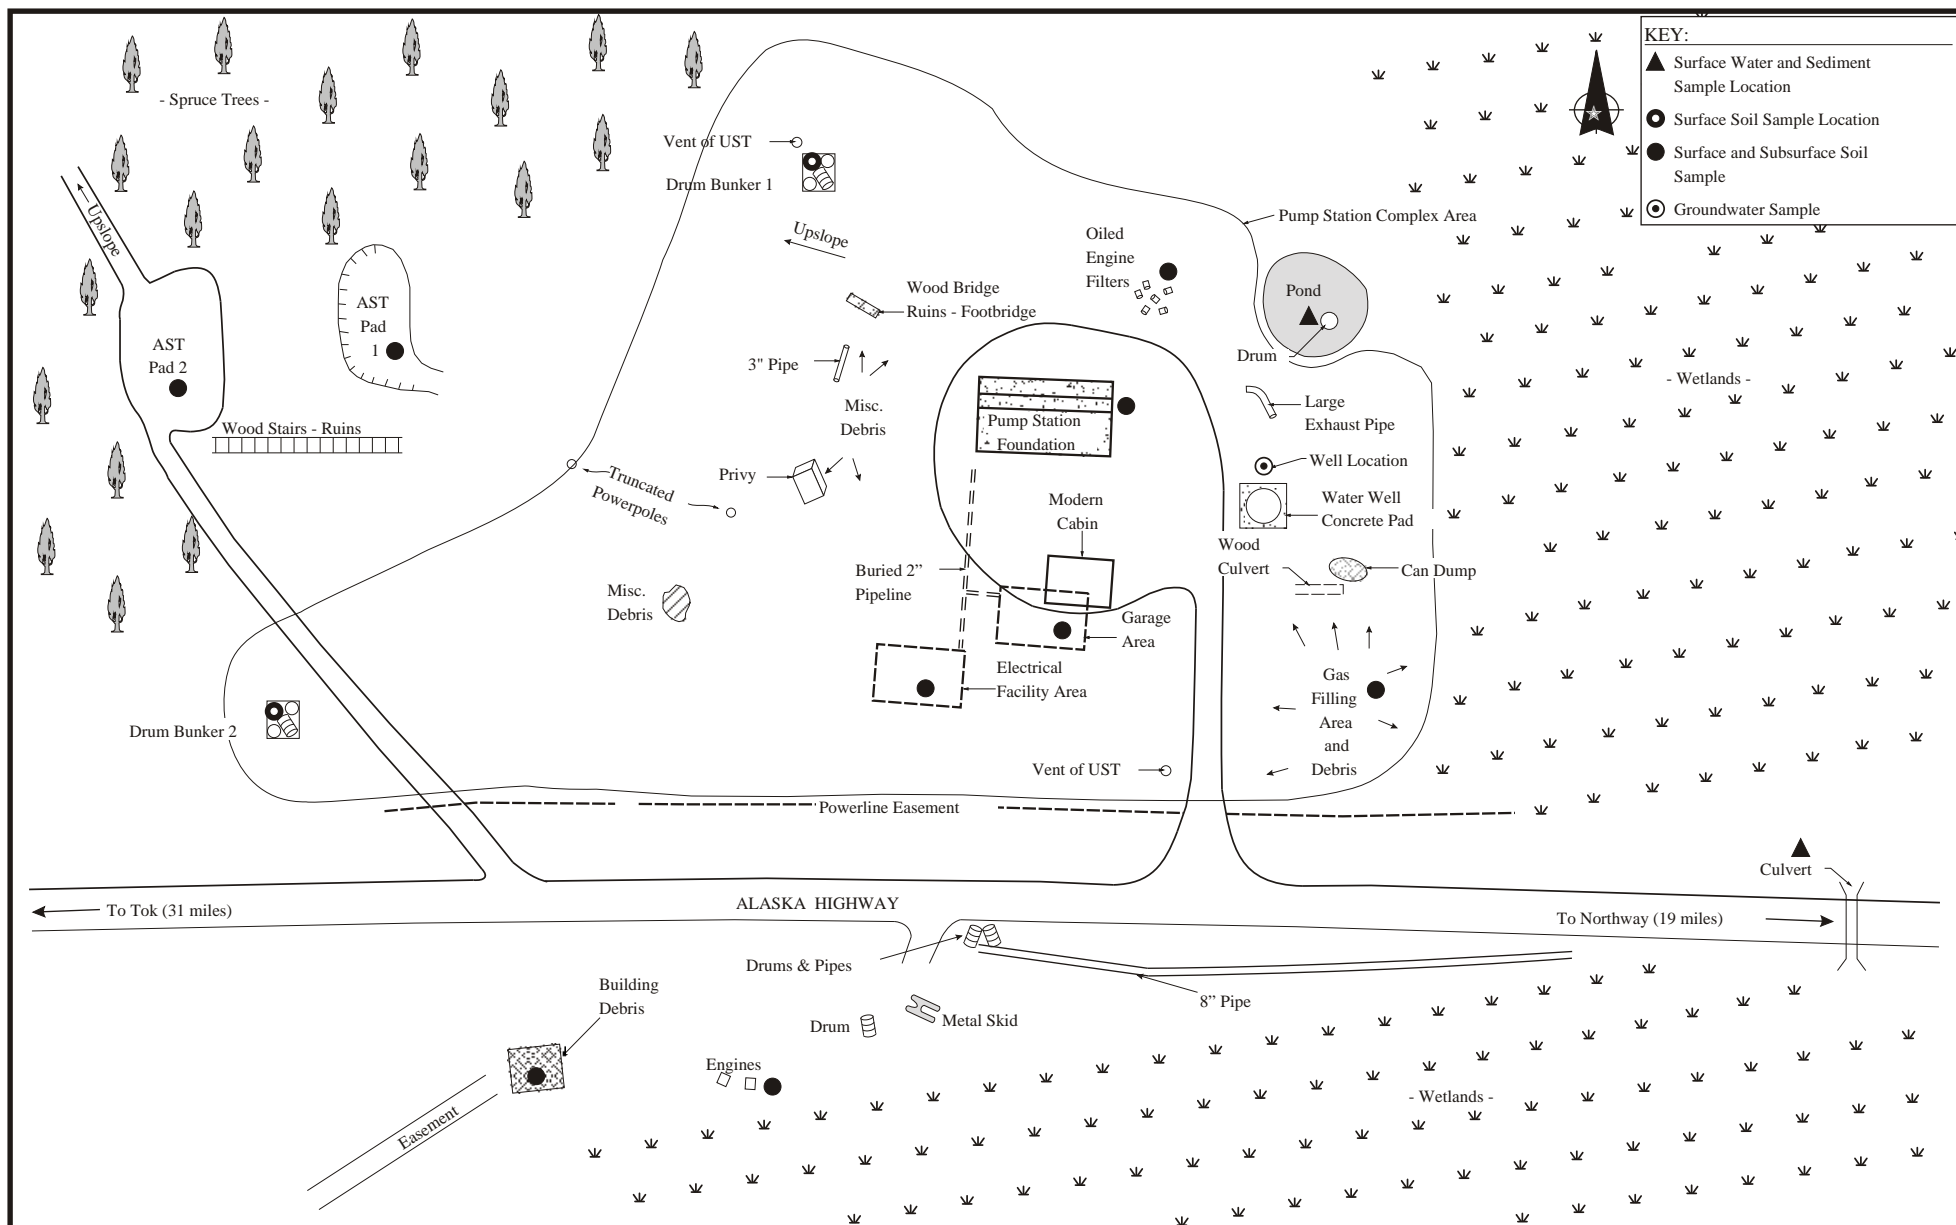 KEY:
Surface Water and Sediment
Sample Location
Surface Soil Sample Location
Surface and Subsurface Soil
Sample
Groundwater Sample
- Spruce Trees -
Vent of UST
Drum Bunker 1
Upslope
Upslope
Pump Station Complex Area
Oiled
Engine
Filters
Wood Bridge
Ruins - Footbridge
Pond
Drum
AST
Pad
1
AST
Pad 2
3" Pipe
Misc.
Debris
Pump Station
Foundation
Large
Exhaust Pipe
- Wetlands -
Wood Stairs - Ruins
Truncated
Powerpoles
Privy
Well Location
Water Well
Concrete Pad
Modern
Cabin
Wood
Culvert
Can Dump
Buried 2”
Pipeline
Misc.
Debris
Garage
Area
Electrical
Facility Area
Gas
Filling
Area
and
Debris
Drum Bunker 2
Vent of UST
Powerline Easement
Culvert
To Tok (31 miles)
ALASKA HIGHWAY
To Northway (19 miles)
Drums & Pipes
8” Pipe
Building
Debris
Drum
Metal Skid
Engines
- Wetlands -
Easement